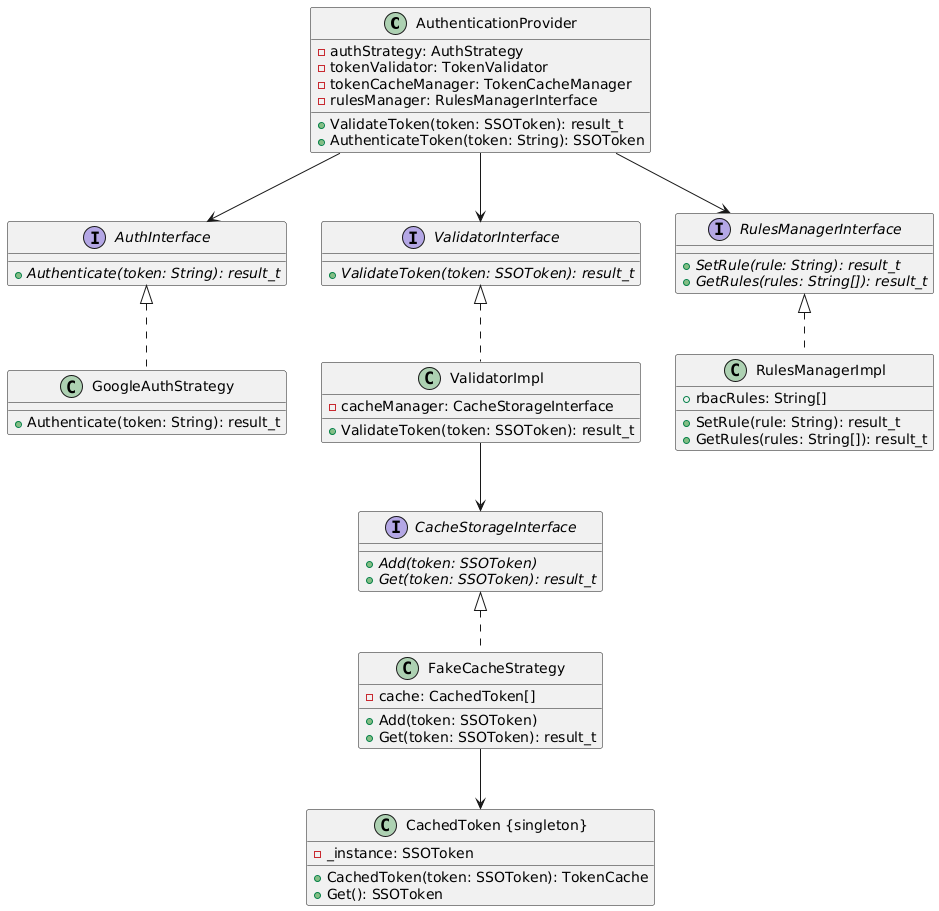 C AuthenticationProvider
authStrategy: AuthStrategy
tokenValidator: TokenValidator
tokenCacheManager: TokenCacheManager
rulesManager: RulesManagerInterface
ValidateToken(token: SSOToken): result_t
AuthenticateToken(token: String): SSOToken
I AuthInterface
Authenticate(token: String): result_t
I ValidatorInterface
ValidateToken(token: SSOToken): result_t
I RulesManagerInterface
SetRule(rule: String): result_t
GetRules(rules: String[]): result_t
C GoogleAuthStrategy
Authenticate(token: String): result_t
C ValidatorImpl
cacheManager: CacheStorageInterface
ValidateToken(token: SSOToken): result_t
C RulesManagerImpl
rbacRules: String[]
SetRule(rule: String): result_t
GetRules(rules: String[]): result_t
I CacheStorageInterface
Add(token: SSOToken)
Get(token: SSOToken): result_t
C FakeCacheStrategy
cache: CachedToken[]
Add(token: SSOToken)
Get(token: SSOToken): result_t
C CachedToken {singleton}
_instance: SSOToken
CachedToken(token: SSOToken): TokenCache
Get(): SSOToken